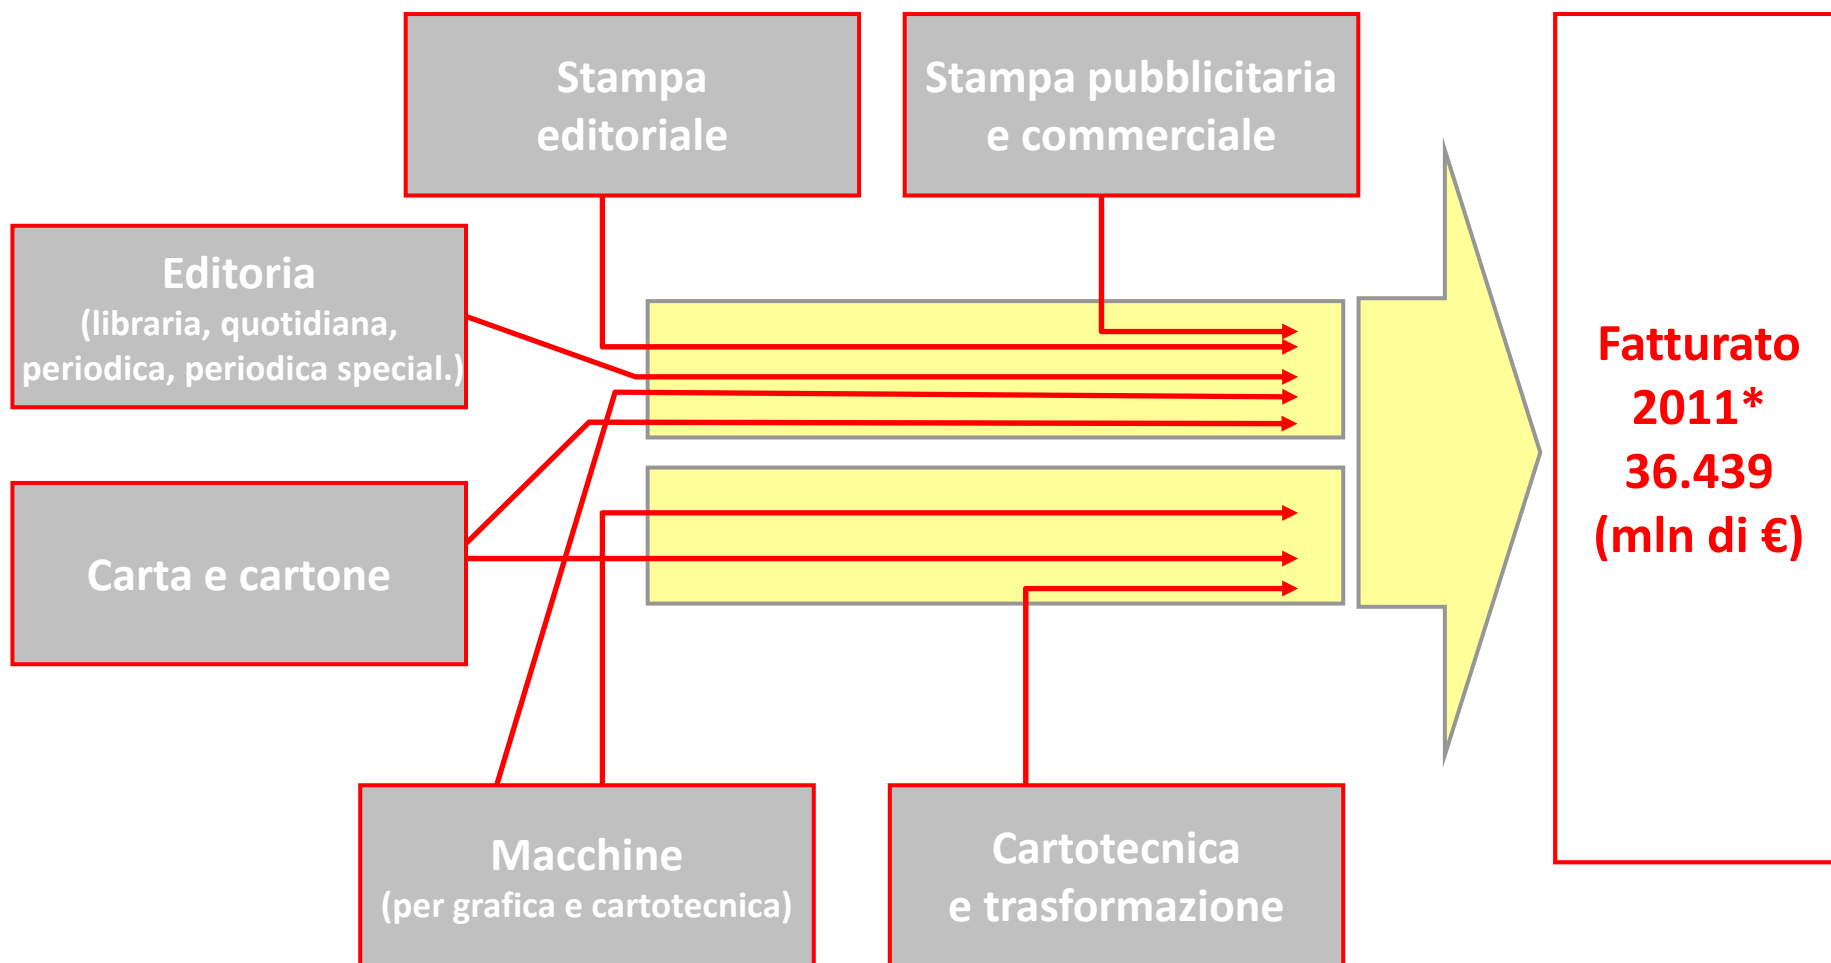 Stampa
editoriale
Stampa pubblicitaria
e commerciale
Editoria
(libraria, quotidiana,
periodica, periodica special.)
Carta e cartone
Macchine
(per grafica e cartotecnica)
Cartotecnica
e trasformazione
Fatturato
2011*
36.439
(mln di €)